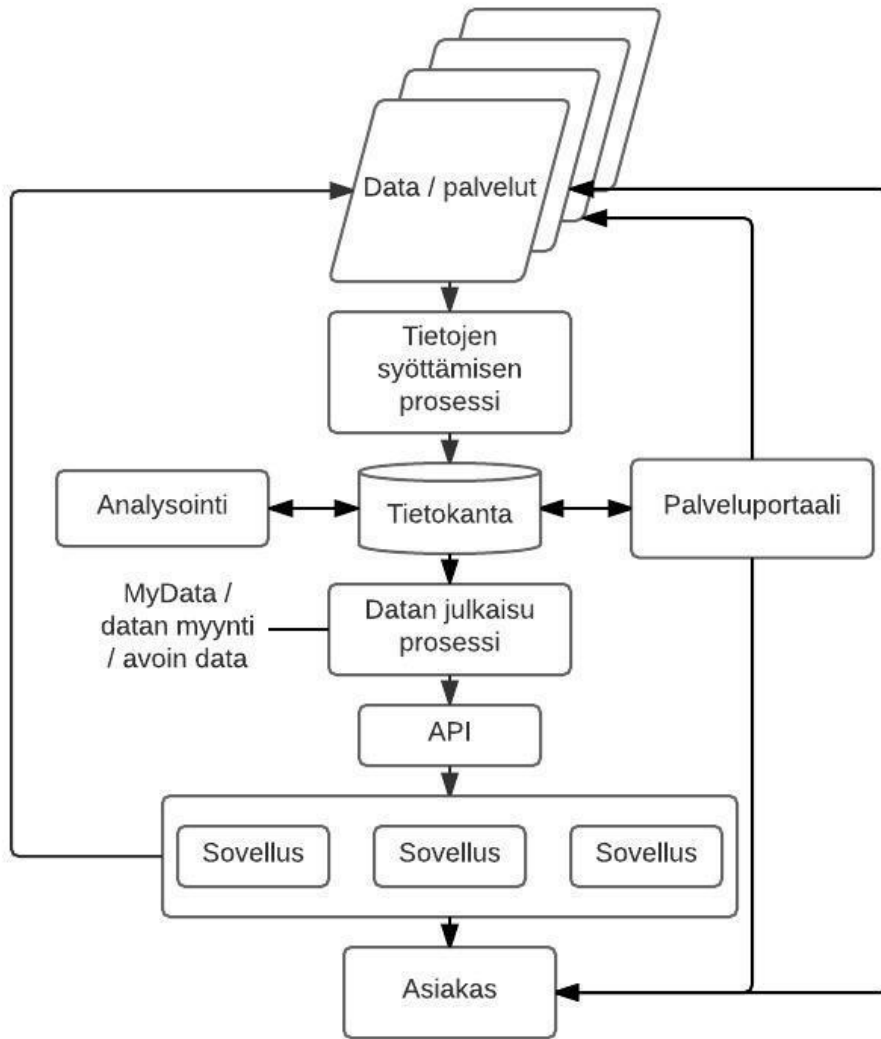 Data / palvelut
Tietojen
syöttämisen
prosessi
Analysointi
Tietokanta
Palveluportaali
MyData /
datan myynti
/ avoin data
Datan julkaisu
prosessi
API
Sovellus
Sovellus
Sovellus
Asiakas